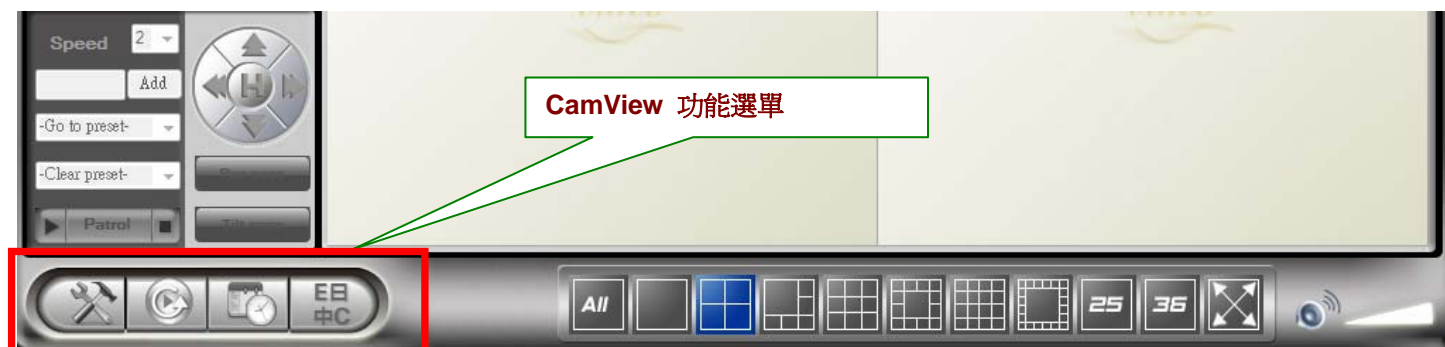 Speed 2
Add
-Go to preset-
-Clear preset-
Patrol
H
CamView 功能選單
E日
中C
All
25 36